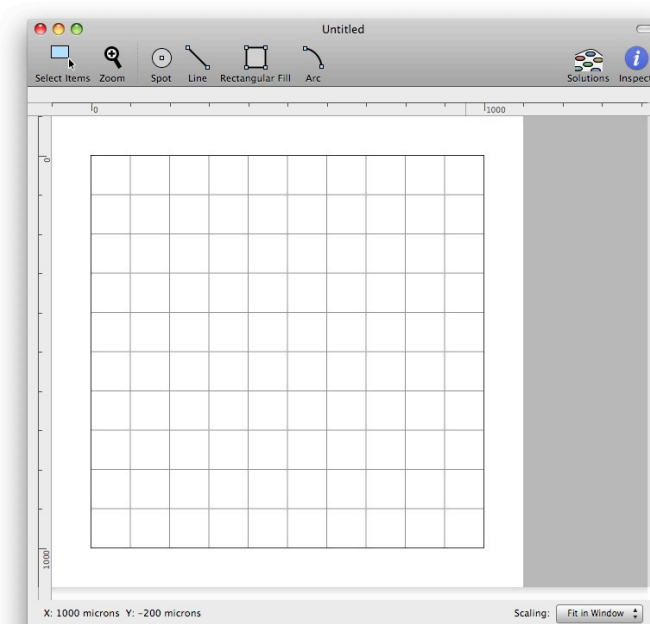 Untitled
Select Items Zoom Spot Line Rectangular Fill Arc Solutions Inspect
0 1000
0
1000
X: 1000 microns Y: -200 microns Scaling: Fit in Window